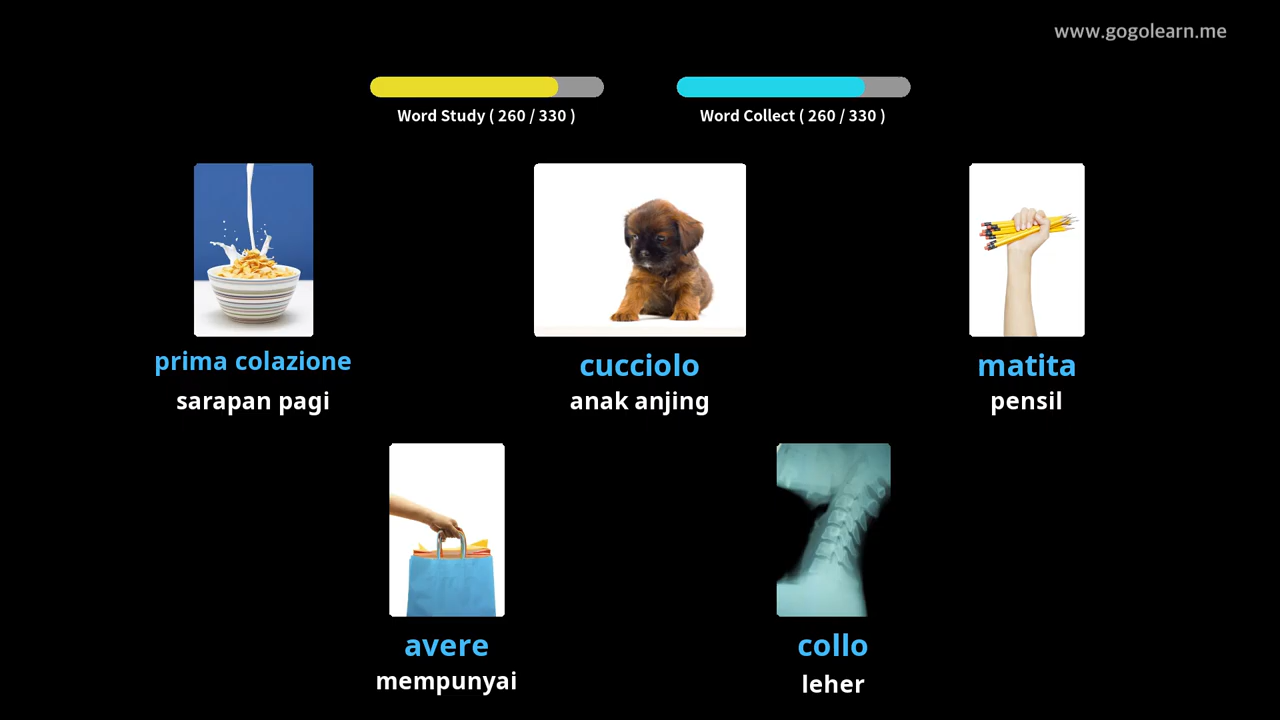 www.gogolearn.me
Word Study ( 260 / 330 )
Word Collect ( 260 / 330 )
prima colazione
sarapan pagi
cucciolo
anak anjing
matita
pensil
avere
mempunyai
collo
leher